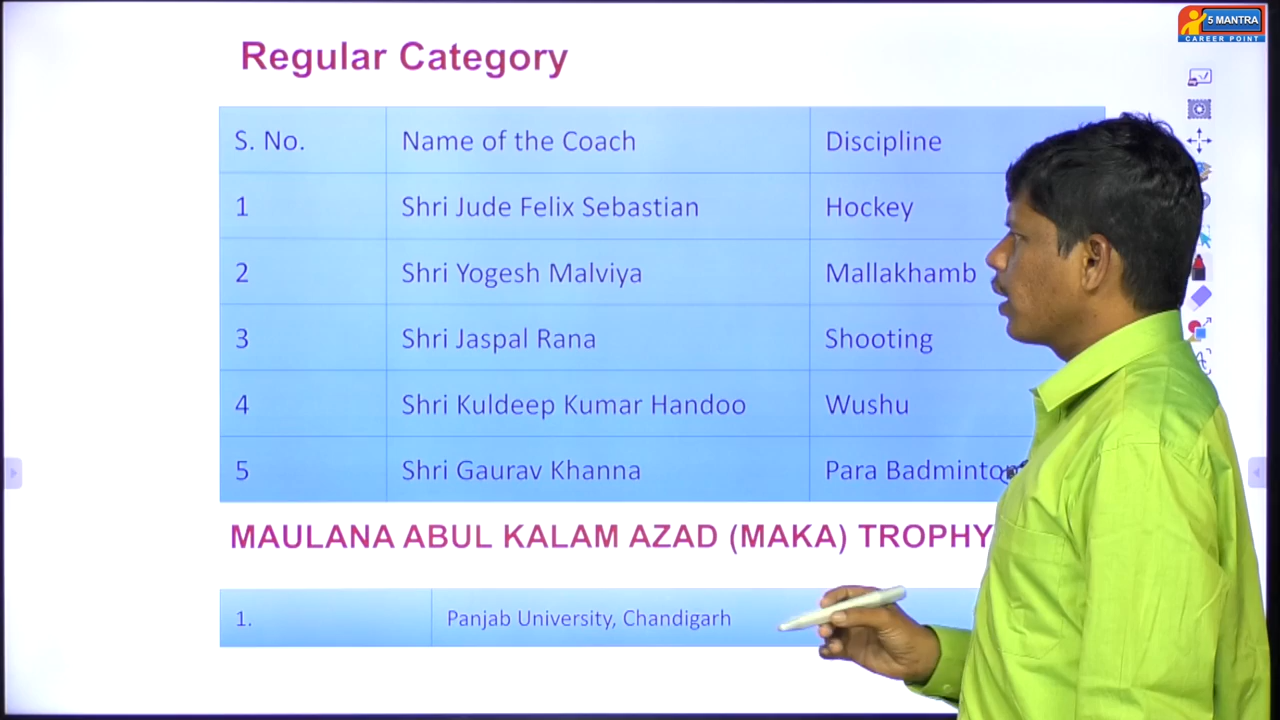 5 MANTRA
CAREER POINT
Regular Category
S. No. Name of the Coach Discipline
1 Shri Jude Felix Sebastian Hockey
2 Shri Yogesh Malviya Mallakhamb
3 Shri Jaspal Rana Shooting
4 Shri Kuldeep Kumar Handoo Wushu
5 Shri Gaurav Khanna Para Badminton
MAULANA ABUL KALAM AZAD (MAKA) TROPHY
1. Panjab University, Chandigarh